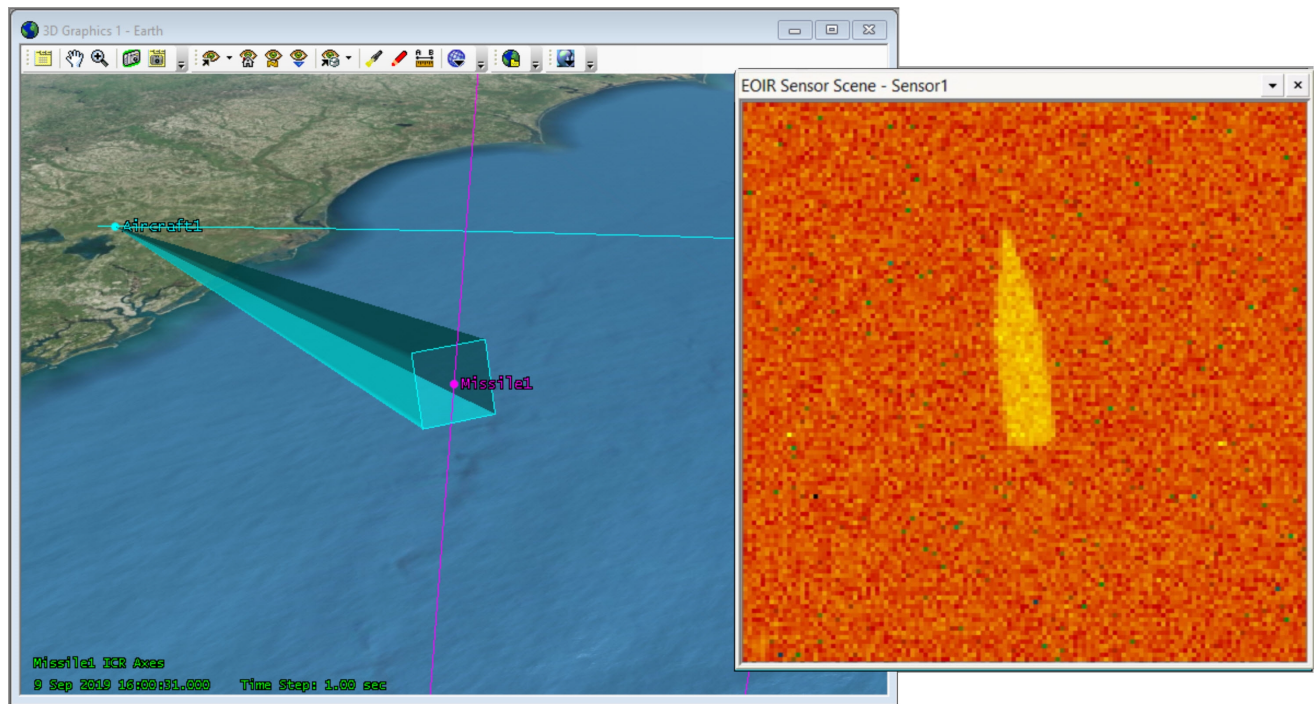 3D Graphics 1 - Earth
A B
EOIR Sensor Scene - Sensor1
Aircraft1
Missile1
Missile1 ICR Axes
9 Sep 2019 16:00:31.000 Time Step: 1.00 sec